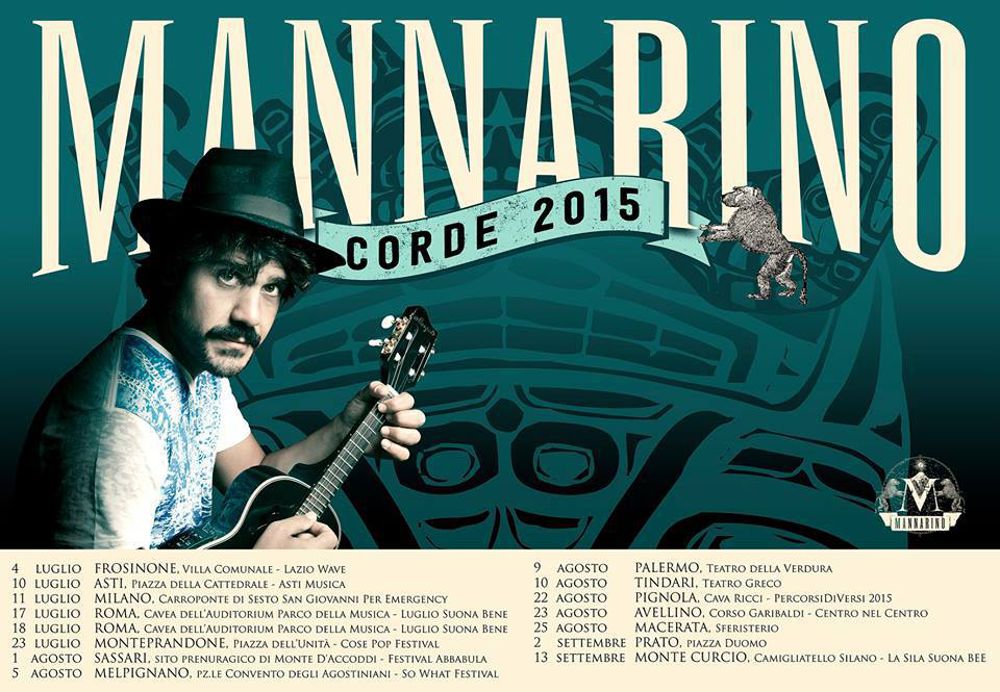 MANNARINO
CORDE 2015
M
MANNARINO
4 LUGLIO FROSINONE, VILLA COMUNALE - LAZIO WAVE
10 LUGLIO ASTI, PIAZZA DELLA CATTEDRALE - ASTI MUSICA
11 LUGLIO MILANO, CARROPONTE DI SESTO SAN GIOVANNI PER EMERGENCY
17 LUGLIO ROMA, CAVEA DELL'AUDITORIUM PARCO DELLA MUSICA - LUGLIO SUONA BENE
18 LUGLIO ROMA, CAVEA DELL'AUDITORIUM PARCO DELLA MUSICA - LUGLIO SUONA BENE
23 LUGLIO MONTEPRANDONE, PIAZZA DELL'UNITÀ - COSE POP FESTIVAL
1 AGOSTO SASSARI, SITO PRENURAGICO DI MONTE D'ACCODDI - FESTIVAL ABBABULA
5 AGOSTO MELPIGNANO, PZ.LE CONVENTO DEGLI AGOSTINIANI - SO WHAT FESTIVAL
9 AGOSTO PALERMO, TEATRO DELLA VERDURA
10 AGOSTO TINDARI, TEATRO GRECO
22 AGOSTO PIGNOLA, CAVA RICCI - PERCORSIDIVERSI 2015
23 AGOSTO AVELLINO, CORSO GARIBALDI - CENTRO NEL CENTRO
25 AGOSTO MACERATA, SFERISTERIO
2 SETTEMBRE PRATO, PIAZZA DUOMO
13 SETTEMBRE MONTE CURCIO, CAMIGLIATELLO SILANO - LA SILA SUONA BEE